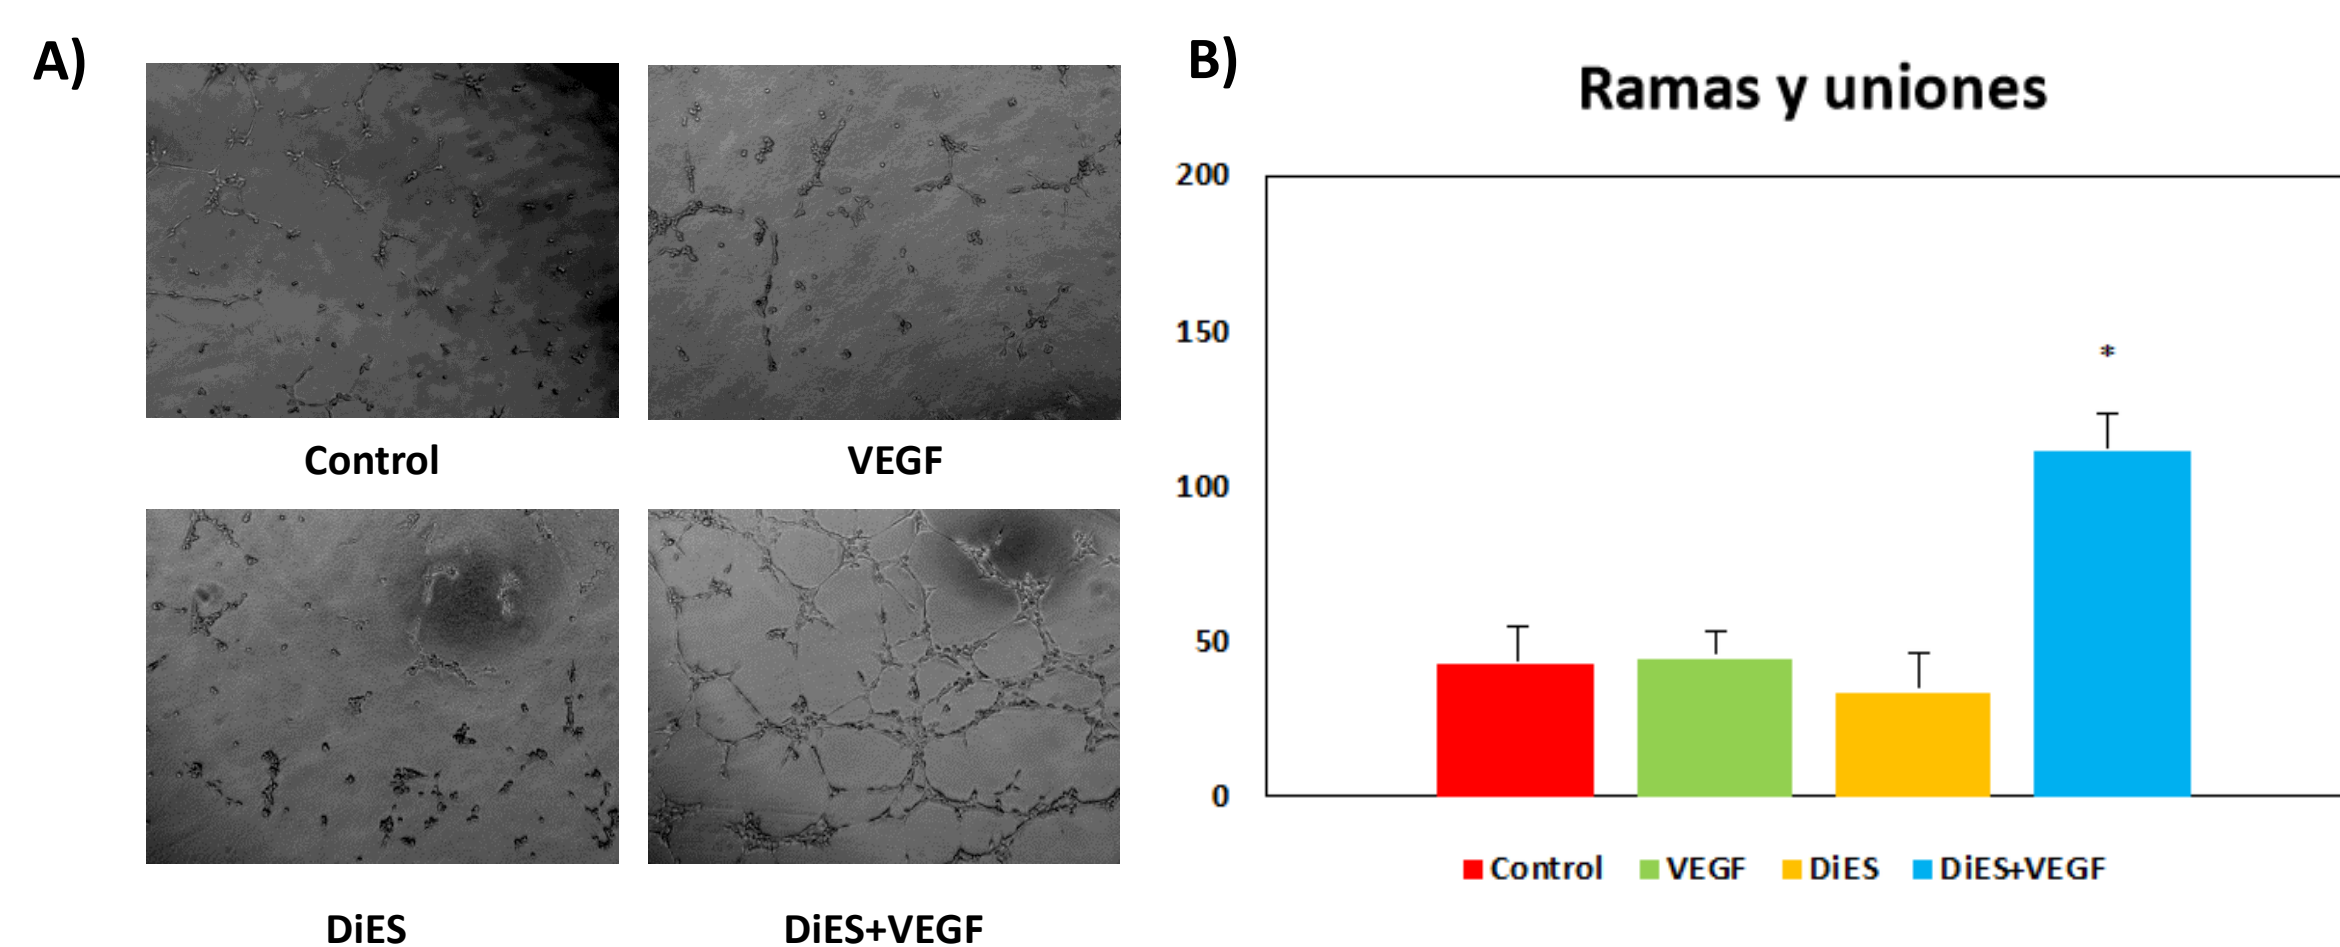 A)
Control
VEGF
DiES
DiES+VEGF
B)
Ramas y uniones
200
150
*
100
50
0
Control VEGF DiES DiES+VEGF